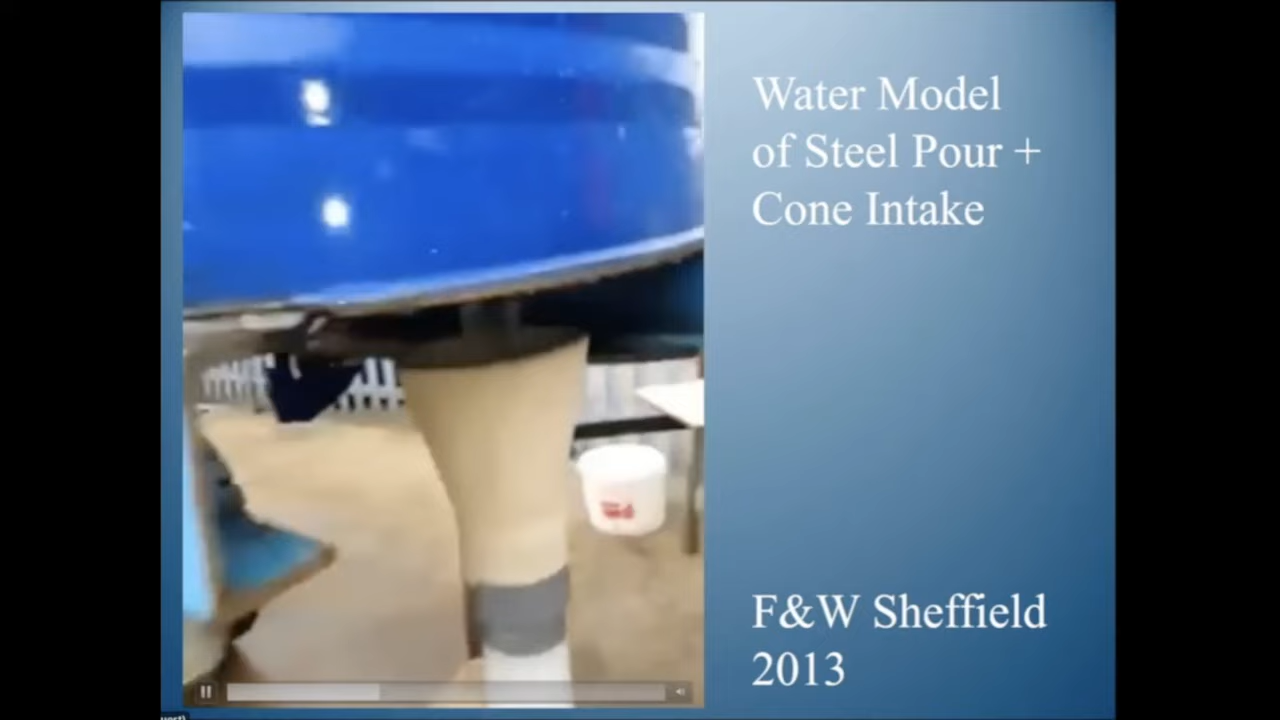 Water Model
of Steel Pour +
Cone Intake
F&W Sheffield
2013